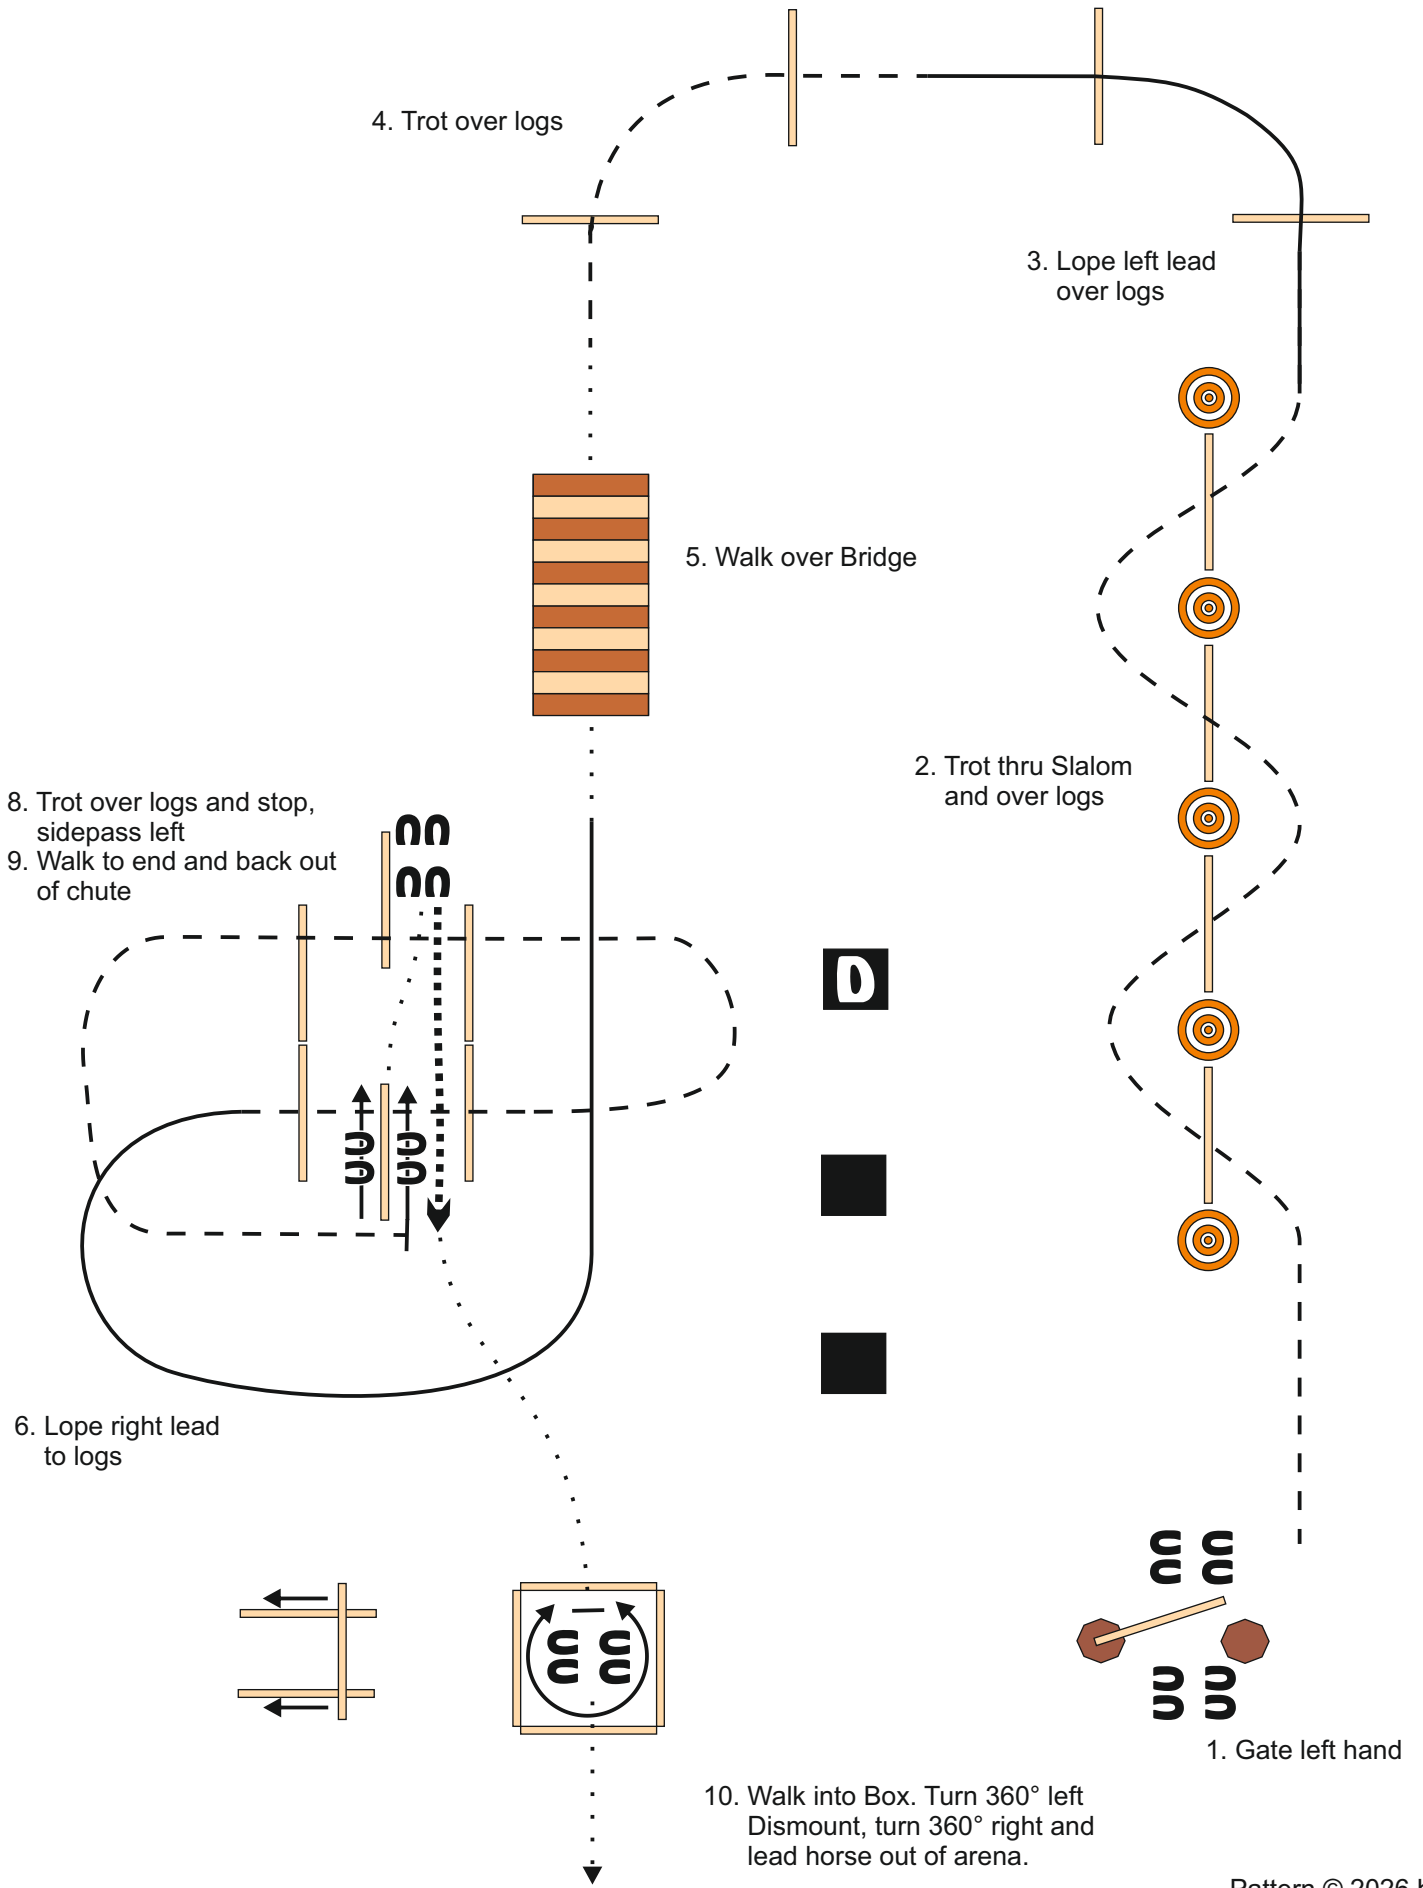 4. Trot over logs
3. Lope left lead
over logs
5. Walk over Bridge
2. Trot thru Slalom
and over logs
8. Trot over logs and stop,
sidepass left
9. Walk to end and back out
of chute
D
6. Lope right lead
to logs
1. Gate left hand
10. Walk into Box. Turn 360° left
Dismount, turn 360° right and
lead horse out of arena.
Pattern © 2026